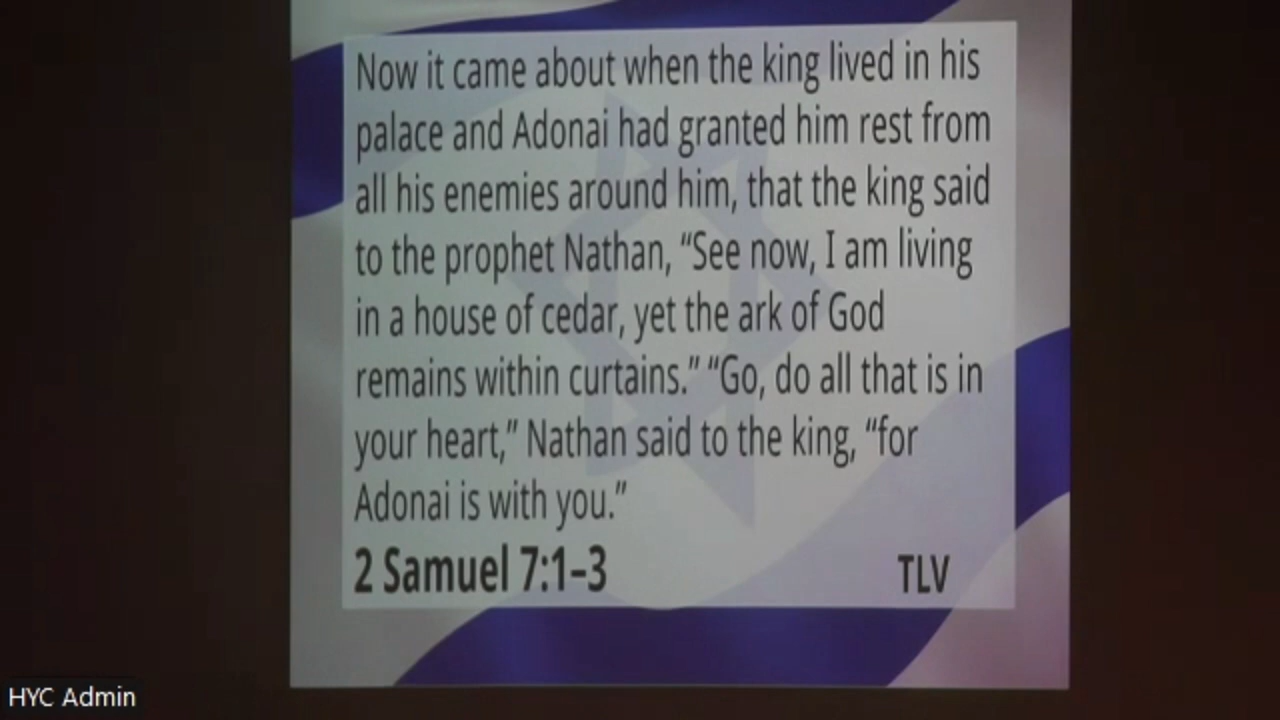 Now it came about when the king lived in his
palace and Adonai had granted him rest from
all his enemies around him, that the king said
to the prophet Nathan, “See now, I am living
in a house of cedar, yet the ark of God
remains within curtains.” “Go, do all that is in
your heart,” Nathan said to the king, “for
Adonai is with you.”
2 Samuel 7:1–3 TLV
HYC Admin